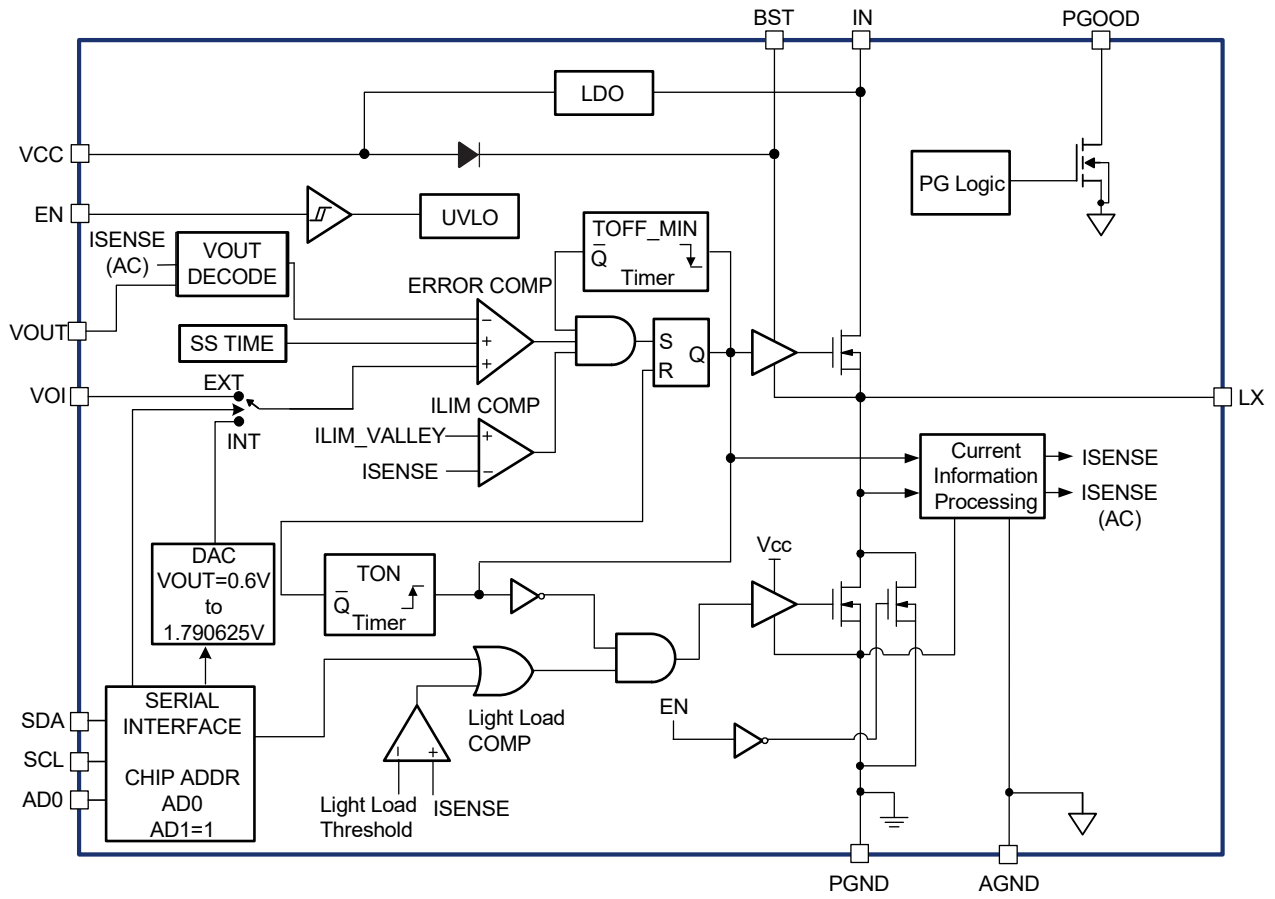 BST
IN
PGOOD
LDO
VCC
PG Logic
EN
UVLO
ISENSE
(AC)
VOUT
DECODE
TOFF_MIN
Q̅
Timer
ERROR COMP
VOUT
SS TIME
−
+
+
S
R
Q
VOI
EXT
INT
LX
ILIM COMP
ILIM_VALLEY
+
ISENSE
−
Current
Information
Processing
ISENSE
ISENSE
(AC)
DAC
VOUT=0.6V
to
1.790625V
TON
Q̅
Timer
Vcc
SDA
SCL
AD0
SERIAL
INTERFACE
CHIP ADDR
AD0
AD1=1
Light Load
COMP
−
+
Light Load
Threshold
ISENSE
EN
PGND
AGND